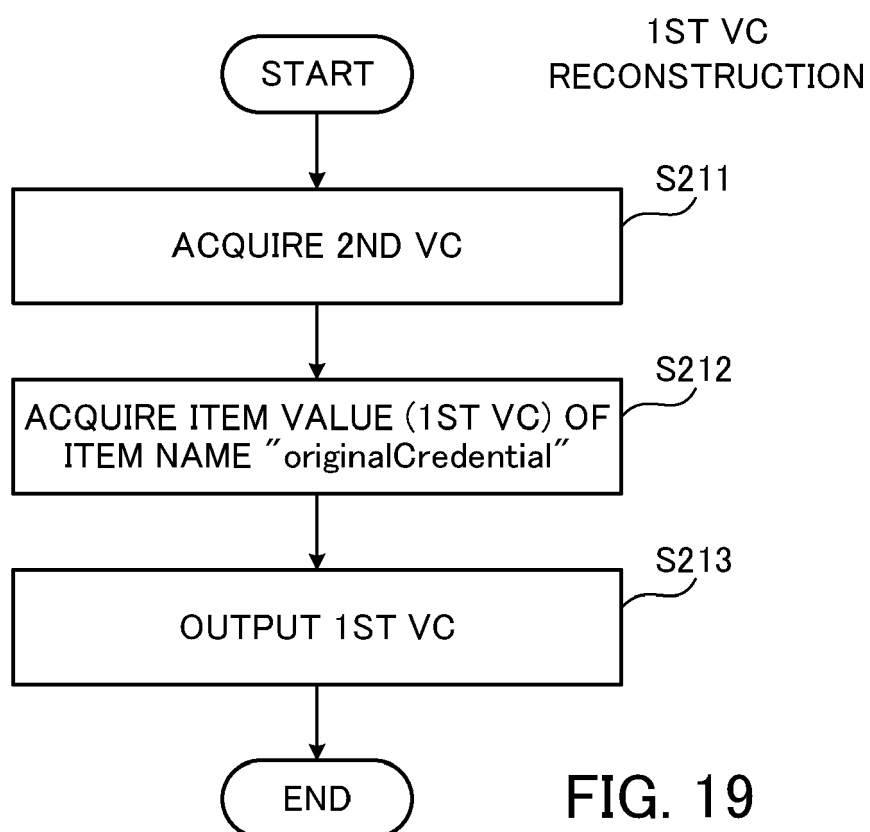 1ST VC
RECONSTRUCTION
START
S211
ACQUIRE 2ND VC
S212
ACQUIRE ITEM VALUE (1ST VC) OF
ITEM NAME "originalCredential"
S213
OUTPUT 1ST VC
END
FIG. 19